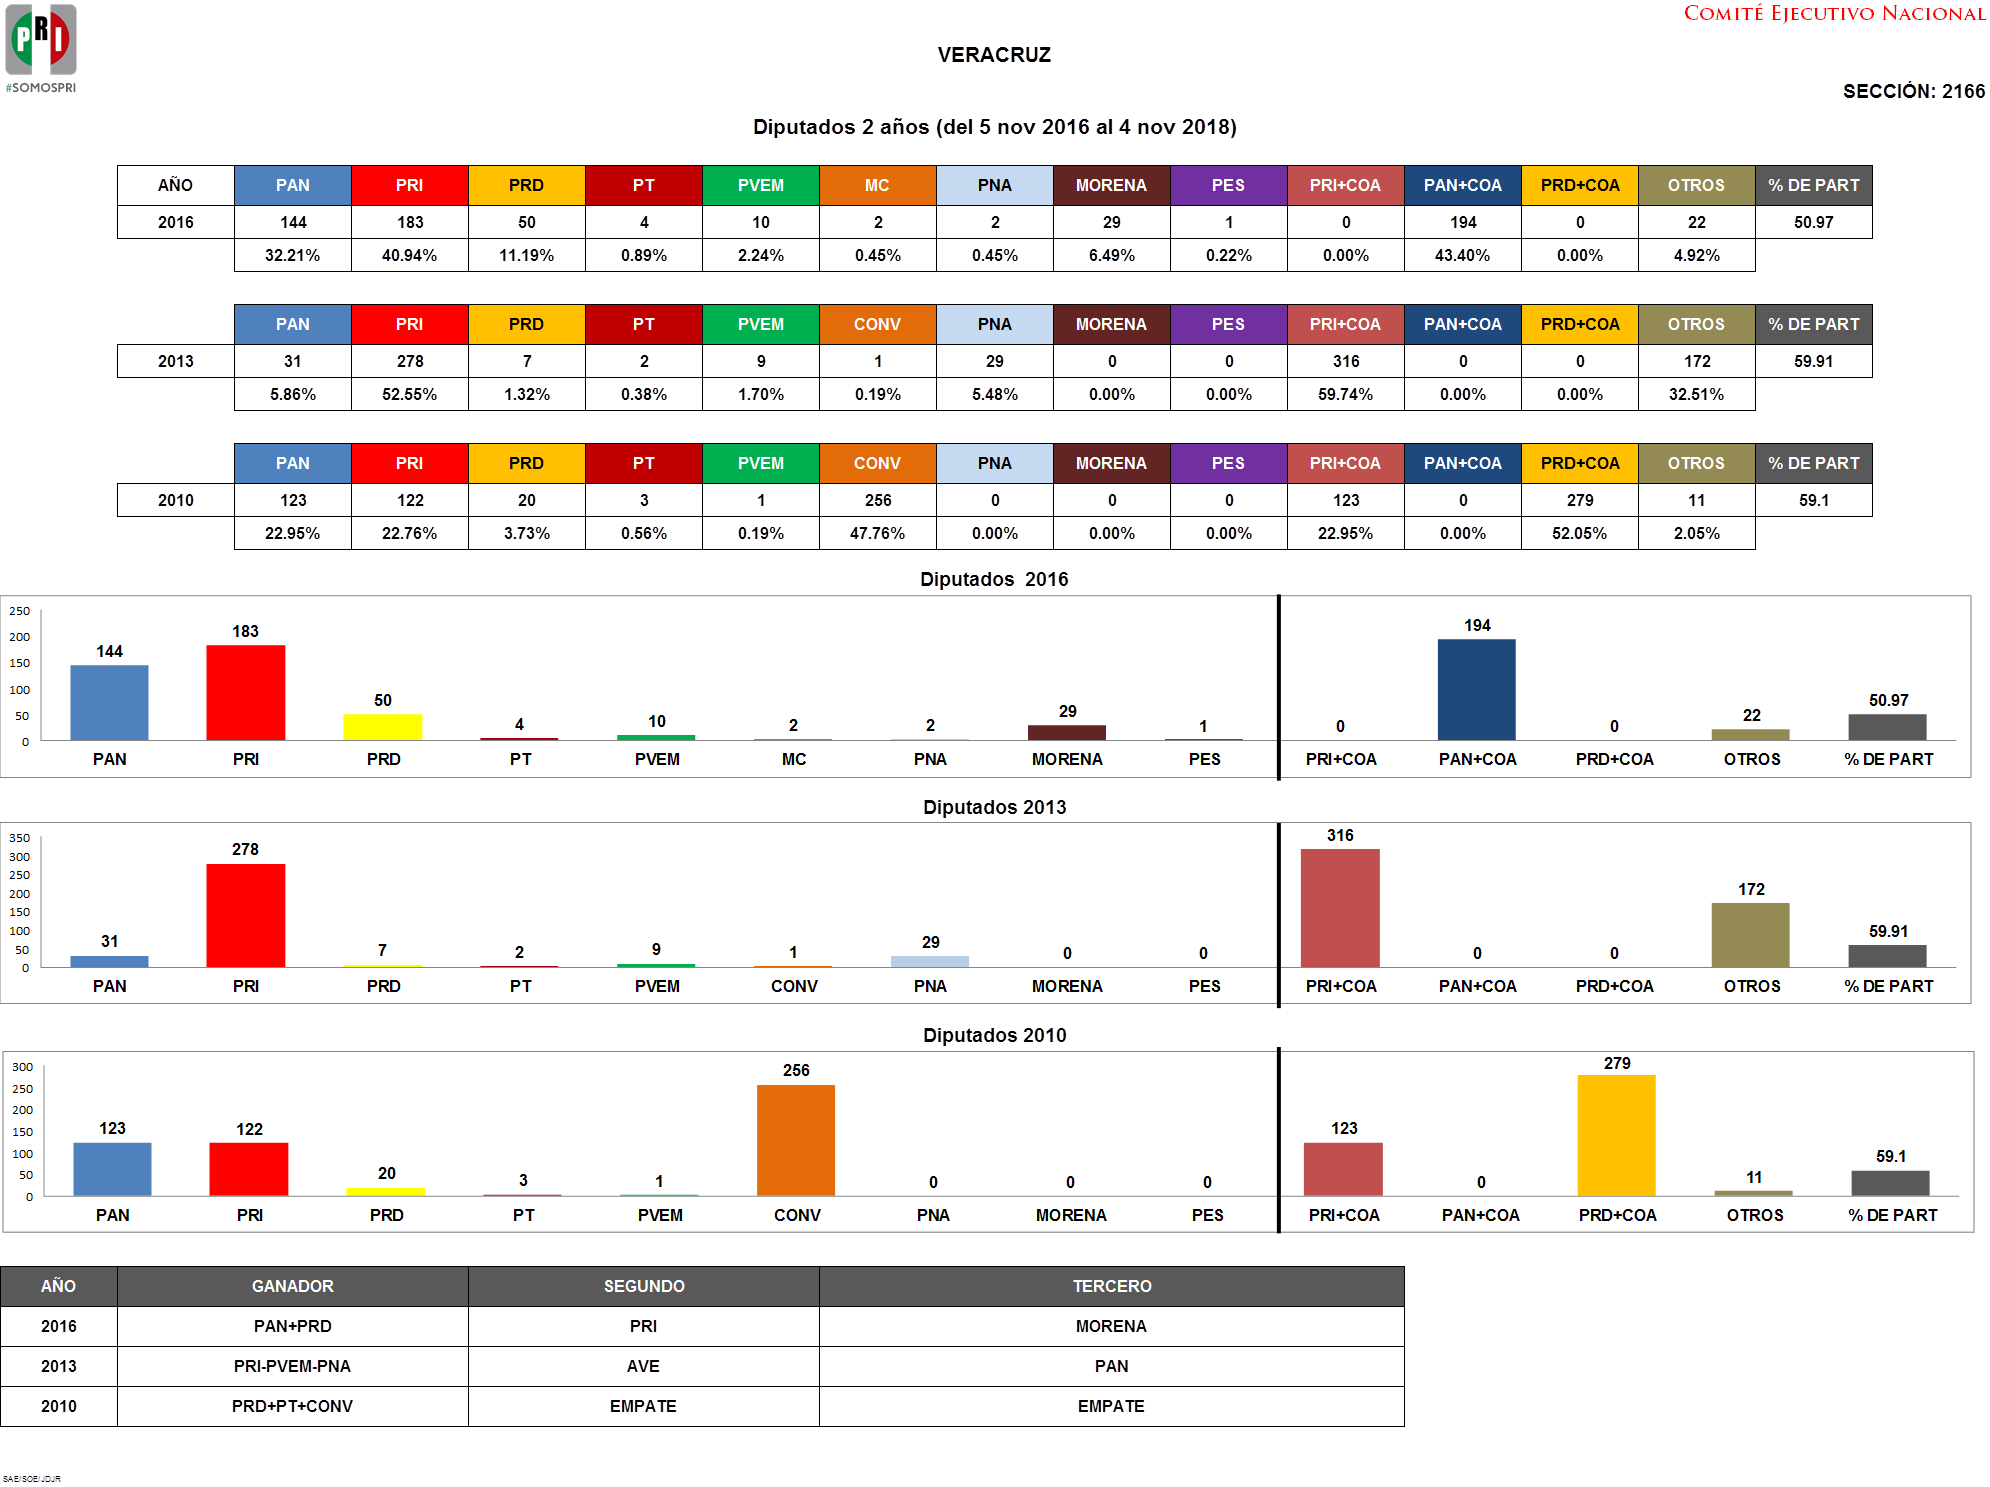 PRI
#SOMOSPRI
COMITÉ EJECUTIVO NACIONAL
VERACRUZ
SECCIÓN: 2166
Diputados 2 años (del 5 nov 2016 al 4 nov 2018)
AÑO PAN PRI PRD PT PVEM MC PNA MORENA PES PRI+COA PAN+COA PRD+COA OTROS % DE PART
2016 144 183 50 4 10 2 2 29 1 0 194 0 22 50.97
32.21% 40.94% 11.19% 0.89% 2.24% 0.45% 0.45% 6.49% 0.22% 0.00% 43.40% 0.00% 4.92%
PAN PRI PRD PT PVEM CONV PNA MORENA PES PRI+COA PAN+COA PRD+COA OTROS % DE PART
2013 31 278 7 2 9 1 29 0 0 316 0 0 172 59.91
5.86% 52.55% 1.32% 0.38% 1.70% 0.19% 5.48% 0.00% 0.00% 59.74% 0.00% 0.00% 32.51%
PAN PRI PRD PT PVEM CONV PNA MORENA PES PRI+COA PAN+COA PRD+COA OTROS % DE PART
2010 123 122 20 3 1 256 0 0 0 123 0 279 11 59.1
22.95% 22.76% 3.73% 0.56% 0.19% 47.76% 0.00% 0.00% 0.00% 22.95% 0.00% 52.05% 2.05%
Diputados 2016
250
200
150
100
50
0
144 183 50 4 10 2 2 29 1 0 194 0 22 50.97
PAN PRI PRD PT PVEM MC PNA MORENA PES PRI+COA PAN+COA PRD+COA OTROS % DE PART
Diputados 2013
350
300
250
200
150
100
50
0
31 278 7 2 9 1 29 0 0 316 0 0 172 59.91
PAN PRI PRD PT PVEM CONV PNA MORENA PES PRI+COA PAN+COA PRD+COA OTROS % DE PART
Diputados 2010
300
250
200
150
100
50
0
123 122 20 3 1 256 0 0 0 123 0 279 11 59.1
PAN PRI PRD PT PVEM CONV PNA MORENA PES PRI+COA PAN+COA PRD+COA OTROS % DE PART
AÑO GANADOR SEGUNDO TERCERO
2016 PAN+PRD PRI MORENA
2013 PRI-PVEM-PNA AVE PAN
2010 PRD+PT+CONV EMPATE EMPATE
SAE/SOE/JDJR